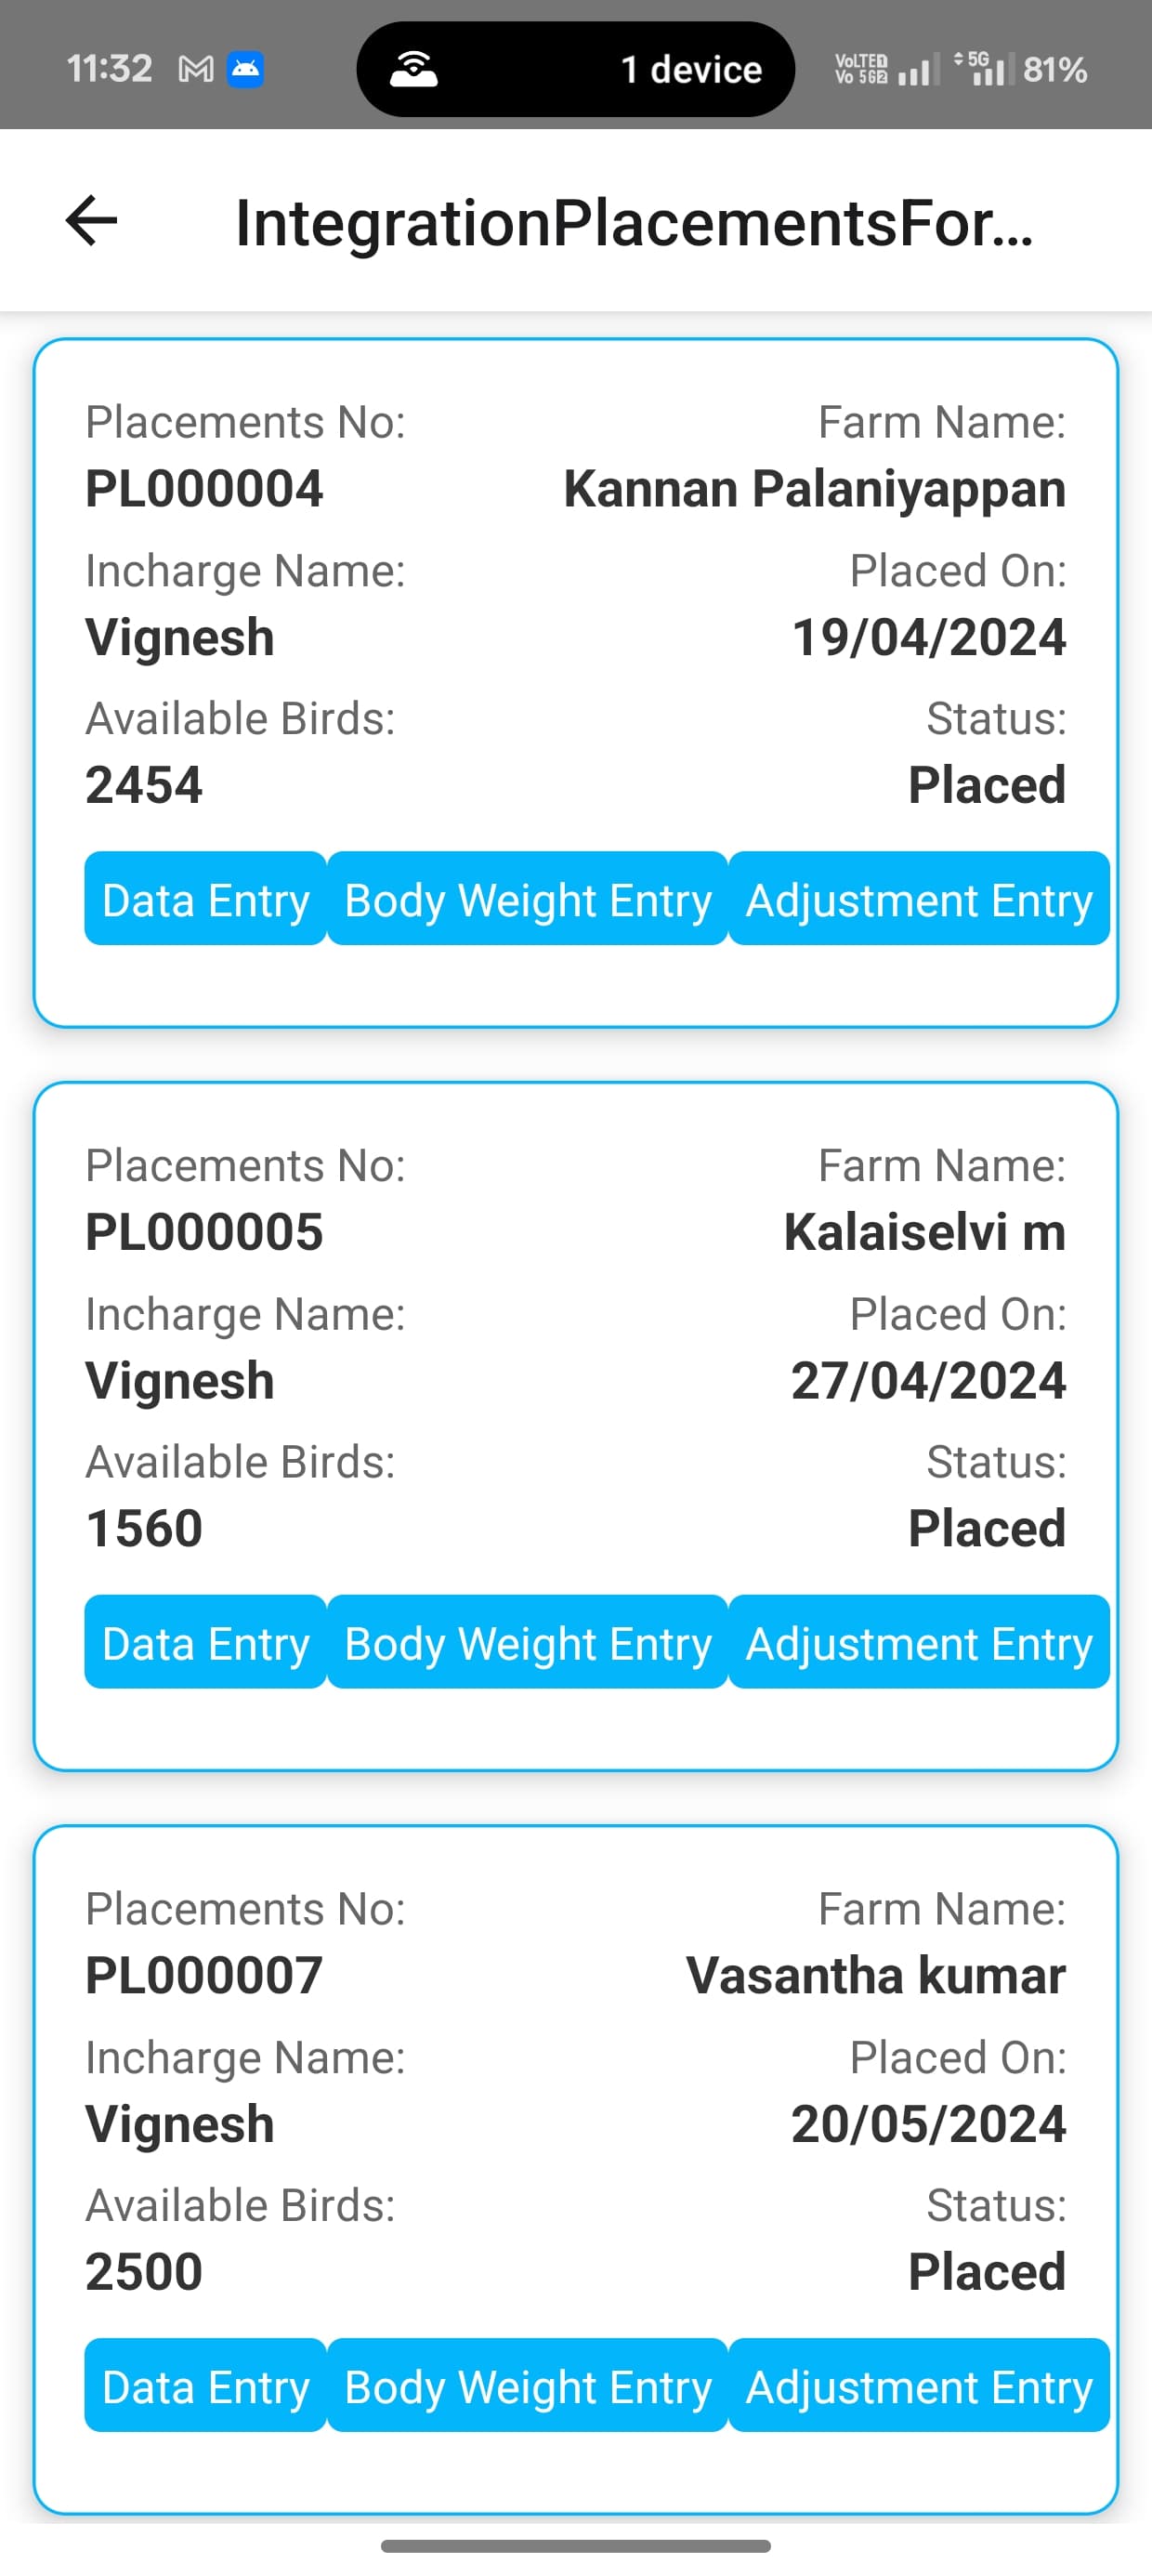 11:32
1 device
VoLTE1 Vo 5G2
5G
81%
IntegrationPlacementsFor...
Placements No: Farm Name:
PL000004 Kannan Palaniyappan
Incharge Name: Placed On:
Vignesh 19/04/2024
Available Birds: Status:
2454 Placed
Data Entry Body Weight Entry Adjustment Entry
Placements No: Farm Name:
PL000005 Kalaiselvi m
Incharge Name: Placed On:
Vignesh 27/04/2024
Available Birds: Status:
1560 Placed
Data Entry Body Weight Entry Adjustment Entry
Placements No: Farm Name:
PL000007 Vasantha kumar
Incharge Name: Placed On:
Vignesh 20/05/2024
Available Birds: Status:
2500 Placed
Data Entry Body Weight Entry Adjustment Entry